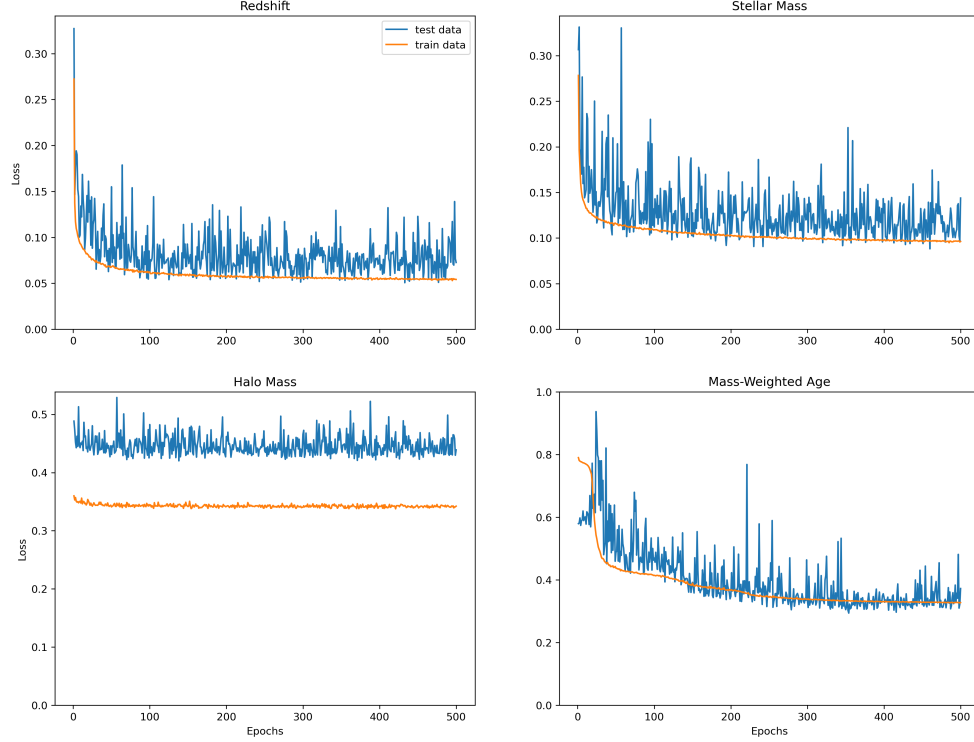 Redshift
Stellar Mass
test data
train data
Loss
0.30
0.25
0.20
0.15
0.10
0.05
0.00
0 100 200 300 400 500
0.30
0.25
0.20
0.15
0.10
0.05
0.00
0 100 200 300 400 500
Halo Mass
Mass-Weighted Age
Loss
0.5
0.4
0.3
0.2
0.1
0.0
0 100 200 300 400 500
Epochs
1.0
0.8
0.6
0.4
0.2
0.0
0 100 200 300 400 500
Epochs